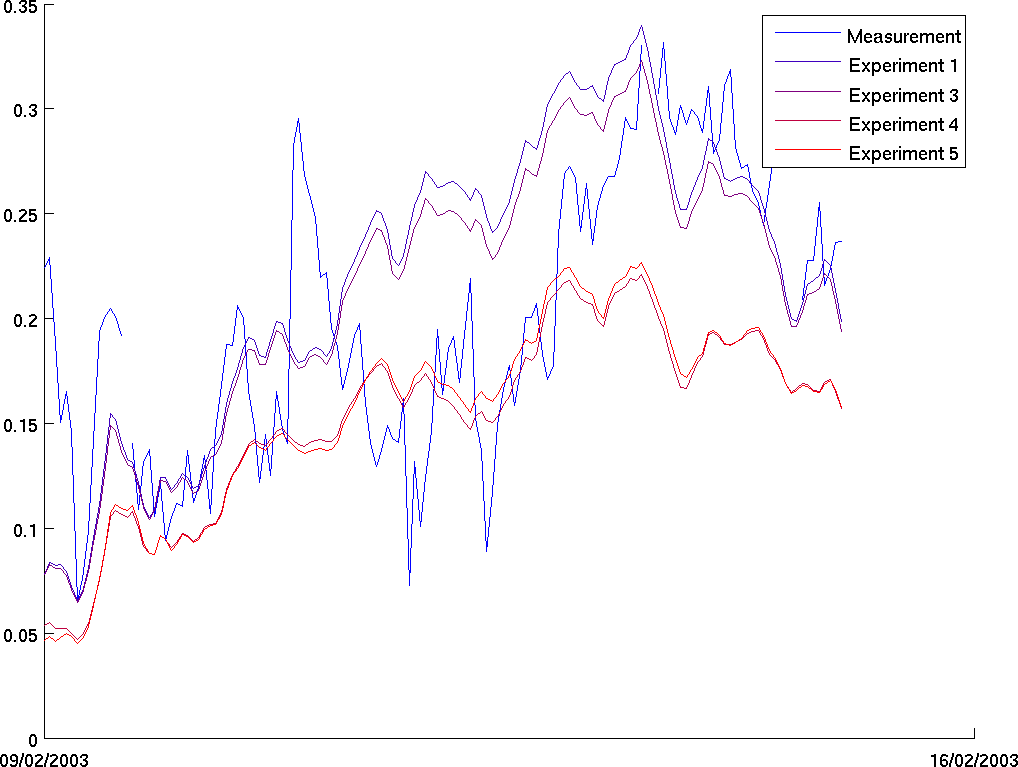 0.35
0.3
0.25
0.2
0.15
0.1
0.05
0
09/02/2003
16/02/2003
Measurement
Experiment 1
Experiment 3
Experiment 4
Experiment 5